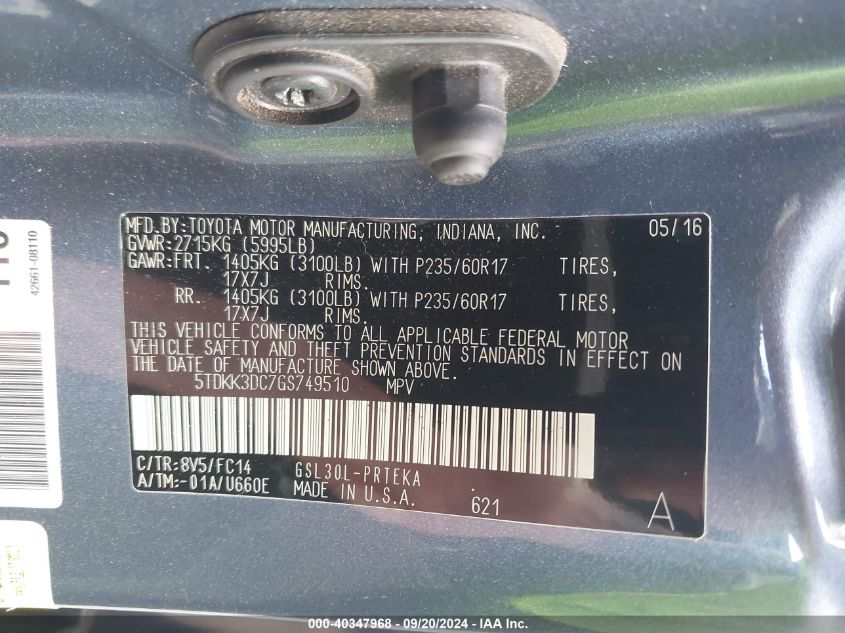 MFD.BY:TOYOTA MOTOR MANUFACTURING, INDIANA, INC. 05/16
GVWR:2715KG (5995LB)
GAWR:FRT. 1405KG (3100LB) WITH P235/60R17 TIRES,
17X7J RIMS.
RR. 1405KG (3100LB) WITH P235/60R17 TIRES,
17X7J RIMS.
THIS VEHICLE CONFORMS TO ALL APPLICABLE FEDERAL MOTOR
VEHICLE SAFETY AND THEFT PREVENTION STANDARDS IN EFFECT ON
THE DATE OF MANUFACTURE SHOWN ABOVE.
5TDKK3DC7GS749510 MPV
C/TR:8V5/FC14 GSL30L-PRTEKA
A/TM:-01A/U660E MADE IN U.S.A. 621 A
42661-08110
000-40347968 - 09/20/2024 - IAA Inc.